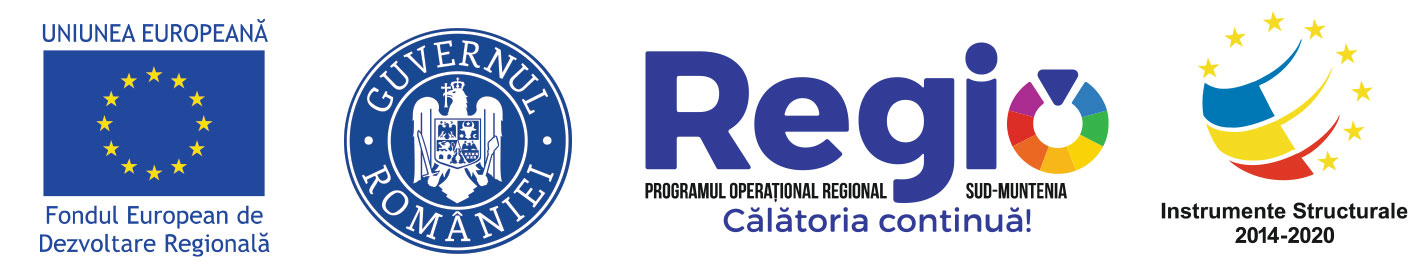 UNIUNEA EUROPEANĂ
Fondul European de
Dezvoltare Regională
GUVERNUL
ROMÂNIEI
Regio
PROGRAMUL OPERAȚIONAL REGIONAL SUD-MUNTENIA
Călătoria continuă!
Instrumente Structurale
2014-2020